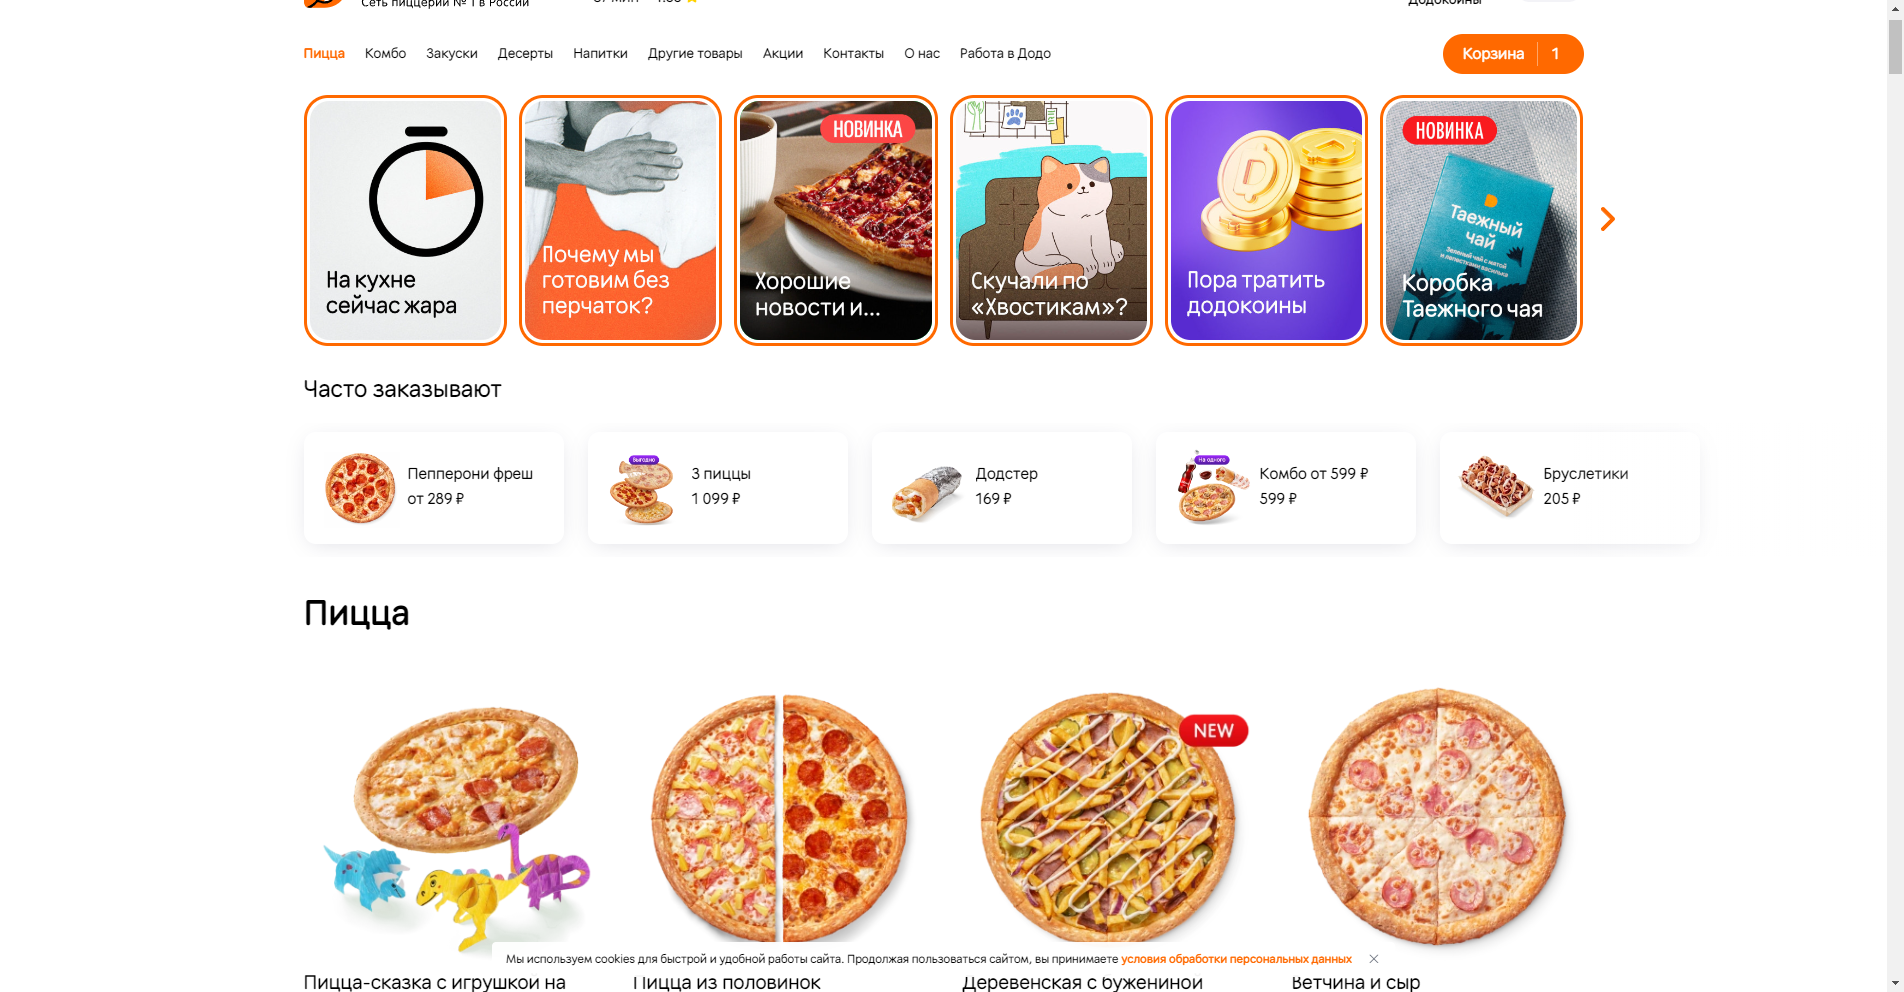 Сеть пиццерий № 1 в России
Додокоины
Пицца
Комбо
Закуски
Десерты
Напитки
Другие товары
Акции
Контакты
О нас
Работа в Додо
Корзина
1
На кухне
сейчас жара
Почему мы
готовим без
перчаток?
НОВИНКА
Хорошие
новости и...
Скучали по
«Хвостикам»?
Пора тратить
додокоины
НОВИНКА
Таежный
чай
Зеленый чай с мятой
и лепестками василька
Коробка
Таежного чая
Часто заказывают
Пепперони фреш
от 289 ₽
Выгодно
3 пиццы
1 099 ₽
Додстер
169 ₽
На одного
Комбо от 599 ₽
599 ₽
Бруслетики
205 ₽
Пицца
NEW
Мы используем cookies для быстрой и удобной работы сайта. Продолжая пользоваться сайтом, вы принимаете условия обработки персональных данных
Пицца-сказка с игрушкой на
Пицца из половинок
Деревенская с бужениной
Ветчина и сыр